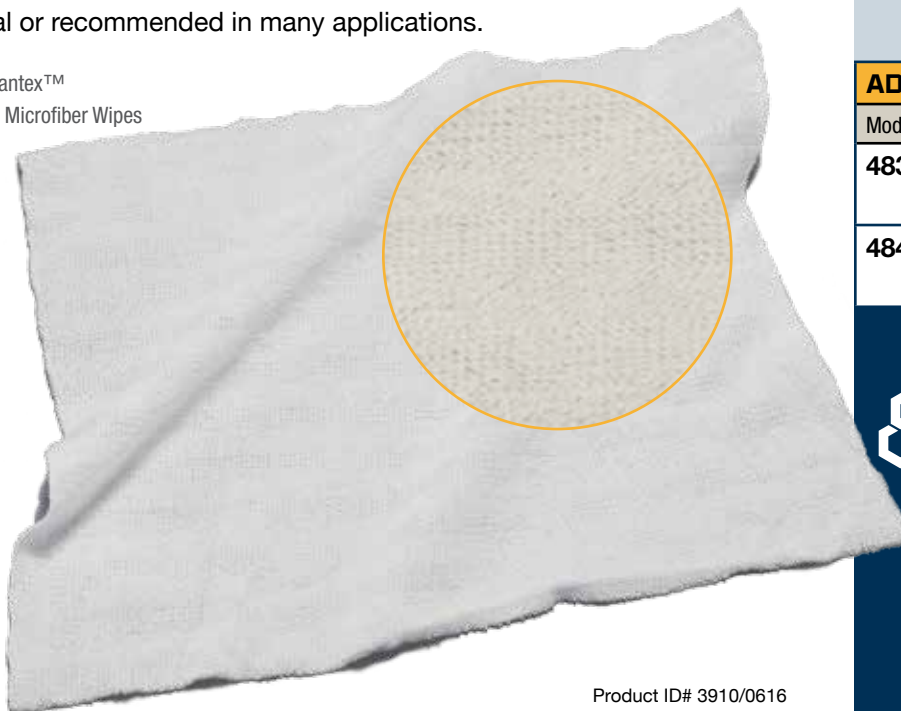 al or recommended in many applications.
antex™
Microfiber Wipes
AD
Mod
483
484
Product ID# 3910/0616